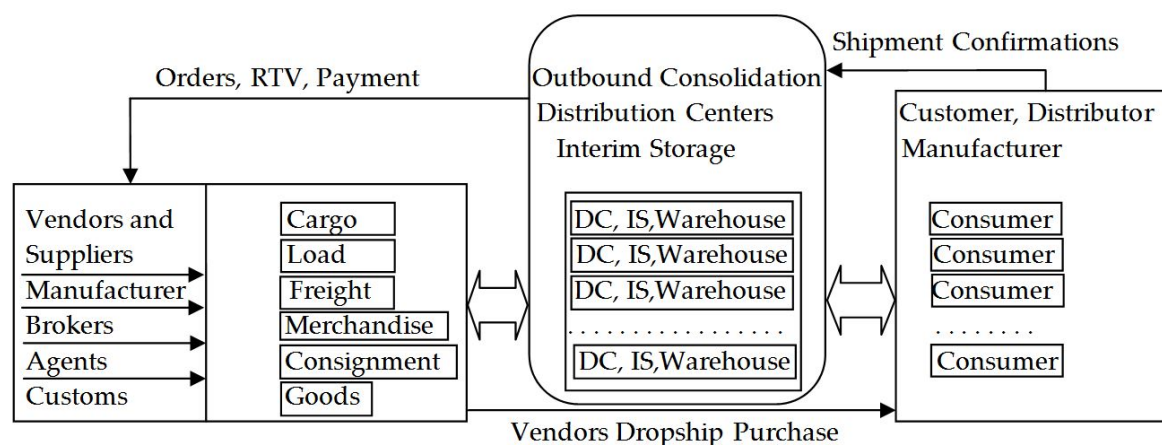 Shipment Confirmations
Orders, RTV, Payment
Outbound Consolidation
Distribution Centers
Interim Storage
Customer, Distributor
Manufacturer
Vendors and
Suppliers
Manufacturer
Brokers
Agents
Customs
Cargo
Load
Freight
Merchandise
Consignment
Goods
DC, IS,Warehouse
DC, IS,Warehouse
DC, IS,Warehouse
. . . . . . . . . . . . . . . . .
DC, IS,Warehouse
Consumer
Consumer
Consumer
. . . . . . . .
Consumer
Vendors Dropship Purchase